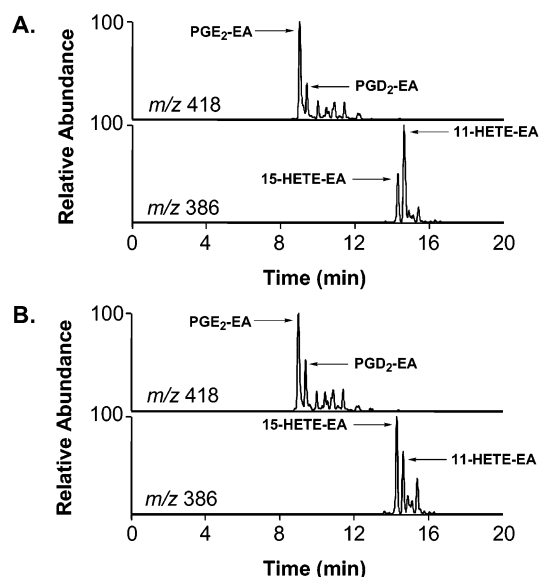 A.
Relative Abundance
100
PGE₂-EA
PGD₂-EA
m/z 418
100
11-HETE-EA
15-HETE-EA
m/z 386
0 4 8 12 16 20
Time (min)
B.
Relative Abundance
100
PGE₂-EA
PGD₂-EA
m/z 418
100
15-HETE-EA
11-HETE-EA
m/z 386
0 4 8 12 16 20
Time (min)